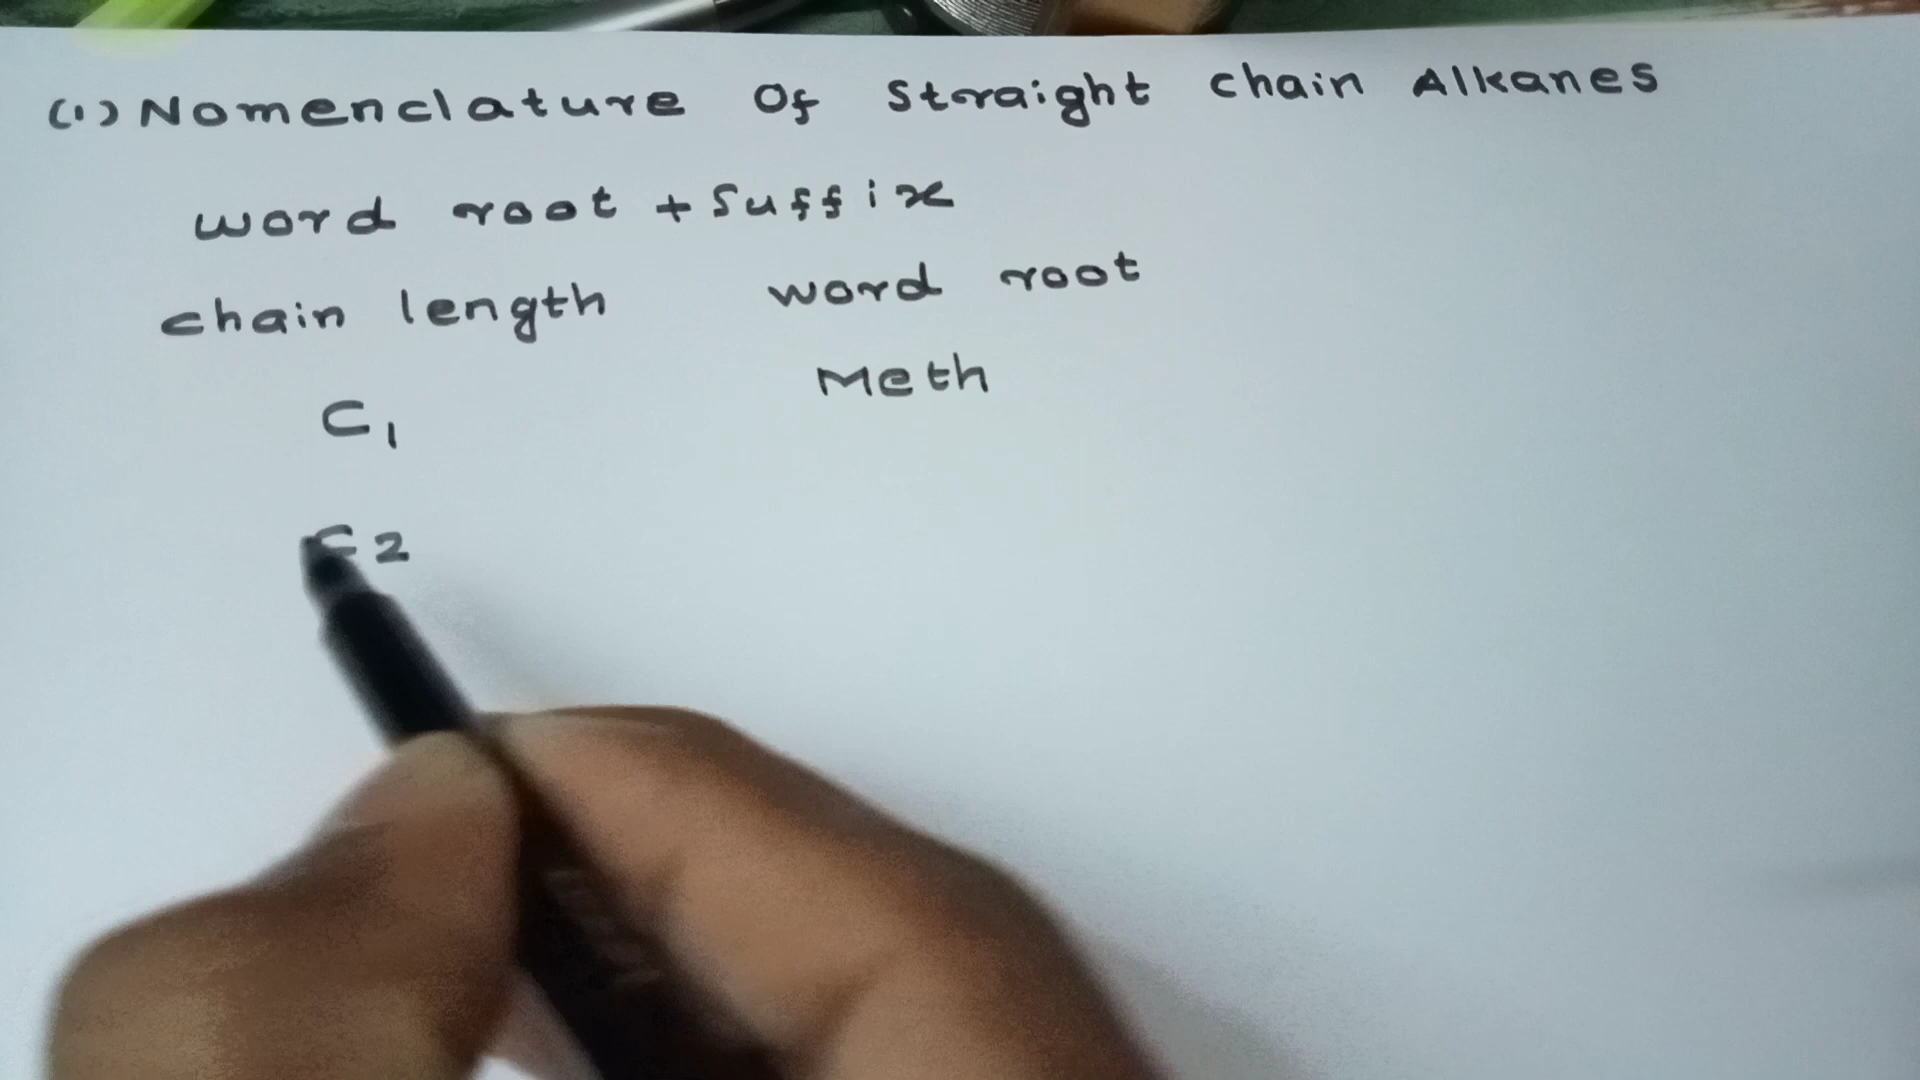 (1) Nomenclature Of Straight chain Alkanes
word root + Suffix
chain length word root
C1 Meth
C2